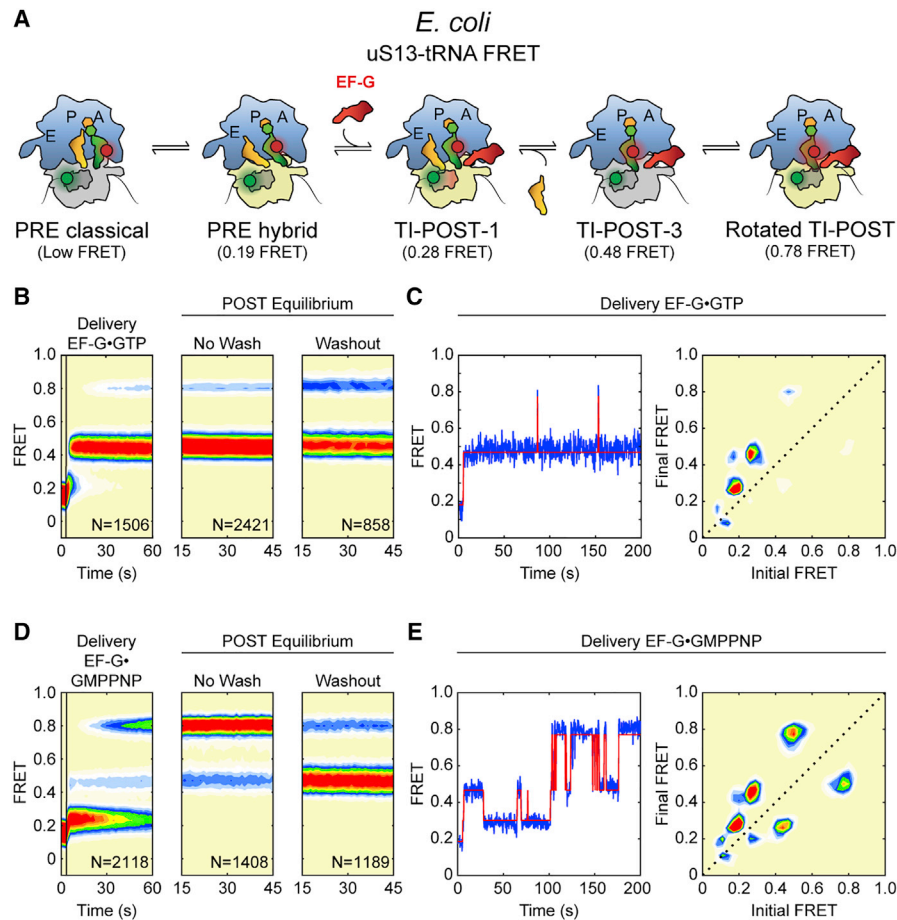 A
E. coli
uS13-tRNA FRET
EF-G
E P A
E P A
E P A
E P A
E P A
PRE classical
(Low FRET)
PRE hybrid
(0.19 FRET)
TI-POST-1
(0.28 FRET)
TI-POST-3
(0.48 FRET)
Rotated TI-POST
(0.78 FRET)
B
POST Equilibrium
Delivery
EF-G•GTP
No Wash
Washout
FRET
1.0
0.8
0.6
0.4
0.2
0
N=1506
N=2421
N=858
0 30 60
15 30 45
15 30 45
Time (s)
Time (s)
Time (s)
C
Delivery EF-G•GTP
FRET
1.0
0.8
0.6
0.4
0.2
0
0 50 100 150 200
Time (s)
Final FRET
1.0
0.8
0.6
0.4
0.2
0
0 0.2 0.4 0.6 0.8 1.0
Initial FRET
D
Delivery
EF-G•
GMPPNP
POST Equilibrium
No Wash
Washout
FRET
1.0
0.8
0.6
0.4
0.2
0
N=2118
N=1408
N=1189
0 30 60
15 30 45
15 30 45
Time (s)
Time (s)
Time (s)
E
Delivery EF-G•GMPPNP
FRET
1.0
0.8
0.6
0.4
0.2
0
0 50 100 150 200
Time (s)
Final FRET
1.0
0.8
0.6
0.4
0.2
0
0 0.2 0.4 0.6 0.8 1.0
Initial FRET